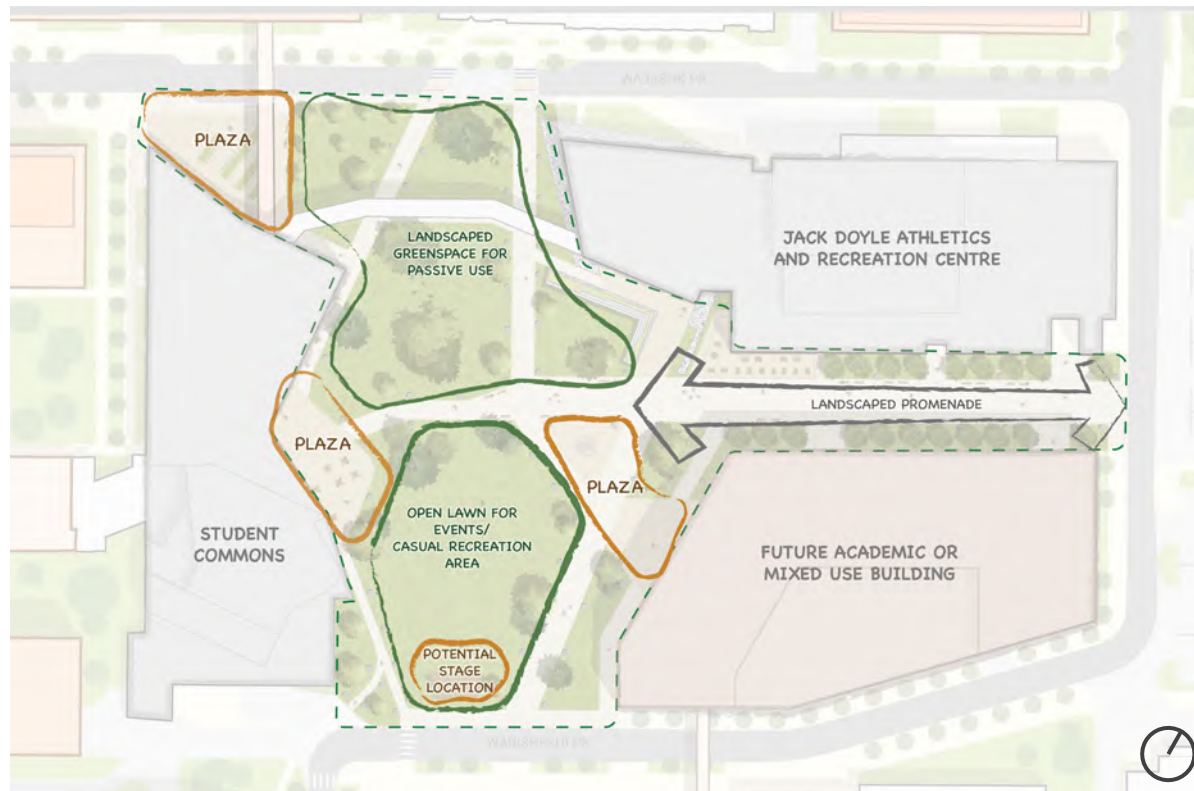 PLAZA
LANDSCAPED
GREENSPACE FOR
PASSIVE USE
JACK DOYLE ATHLETICS
AND RECREATION CENTRE
LANDSCAPED PROMENADE
PLAZA
PLAZA
OPEN LAWN FOR
EVENTS/
CASUAL RECREATION
AREA
STUDENT
COMMONS
FUTURE ACADEMIC OR
MIXED USE BUILDING
POTENTIAL
STAGE
LOCATION